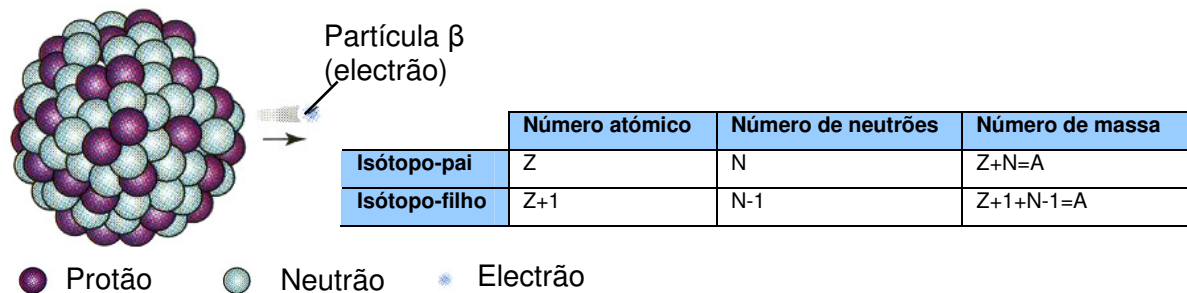 Partícula β
(electrão)
Número atómico Número de neutrões Número de massa
Isótopo-pai Z N Z+N=A
Isótopo-filho Z+1 N-1 Z+1+N-1=A
Protão Neutrão Electrão